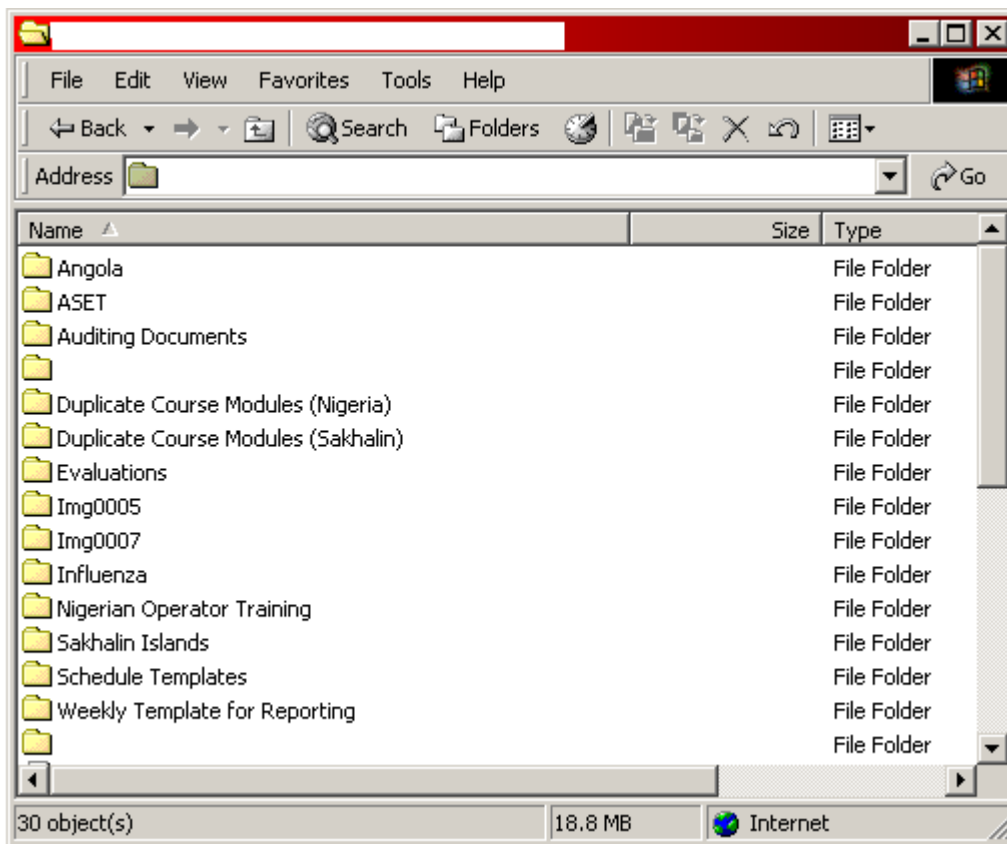 File Edit View Favorites Tools Help
Back Search Folders
Address Go
Name Size Type
Angola File Folder
ASET File Folder
Auditing Documents File Folder
File Folder
Duplicate Course Modules (Nigeria) File Folder
Duplicate Course Modules (Sakhalin) File Folder
Evaluations File Folder
Img0005 File Folder
Img0007 File Folder
Influenza File Folder
Nigerian Operator Training File Folder
Sakhalin Islands File Folder
Schedule Templates File Folder
Weekly Template for Reporting File Folder
File Folder
30 object(s) 18.8 MB Internet